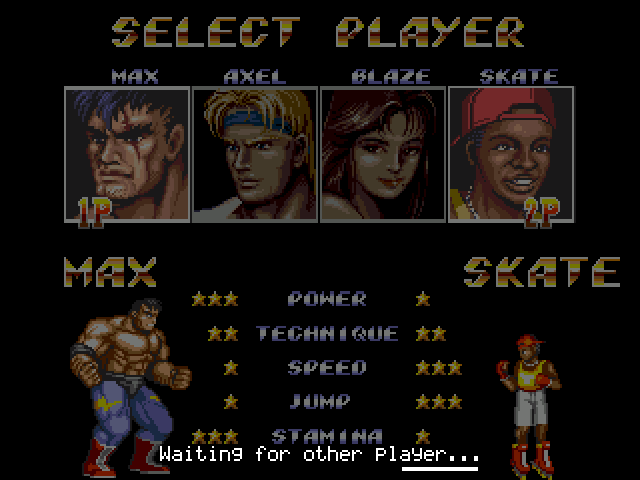 SELECT PLAYER
MAX AXEL BLAZE SKATE
1P 2P
MAX SKATE
POWER
TECHNIQUE
SPEED
JUMP
STAMINA
Waiting for other Player...